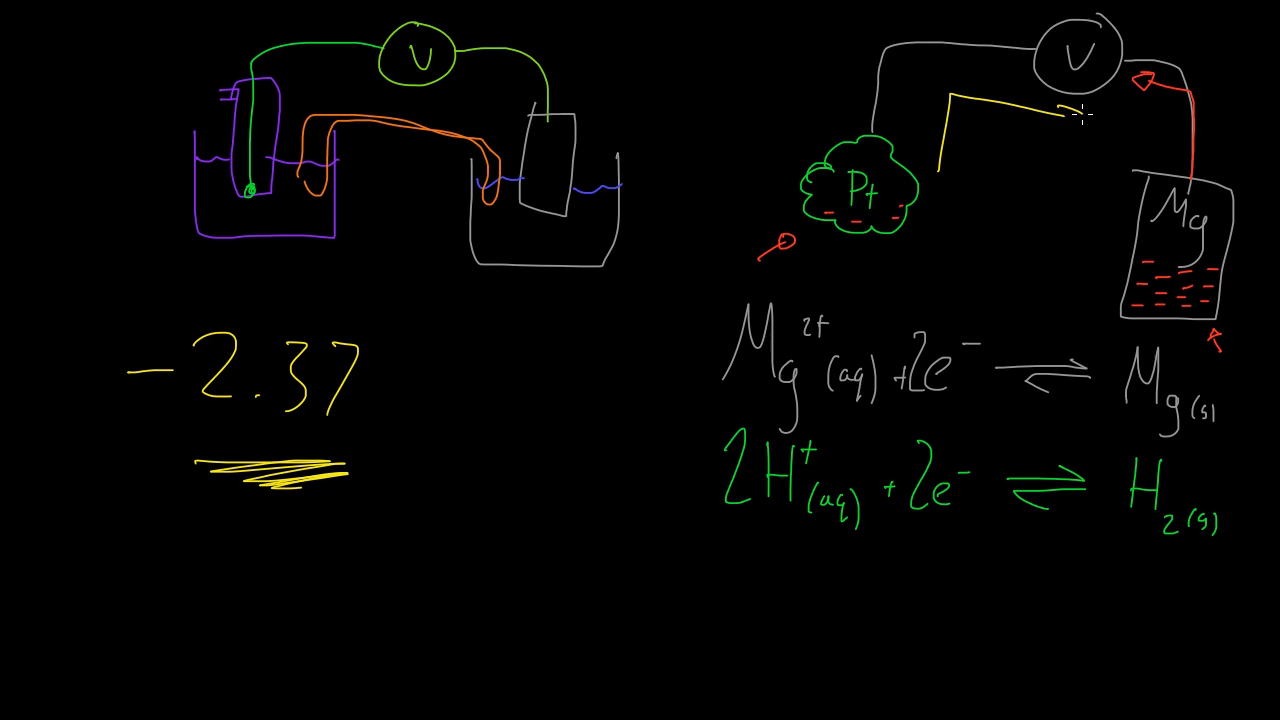 V
V
Pt
Mg
-2.37
Mg²⁺(aq) + 2e⁻ ⇌ Mg(s)
2H⁺(aq) + 2e⁻ ⇌ H₂(g)